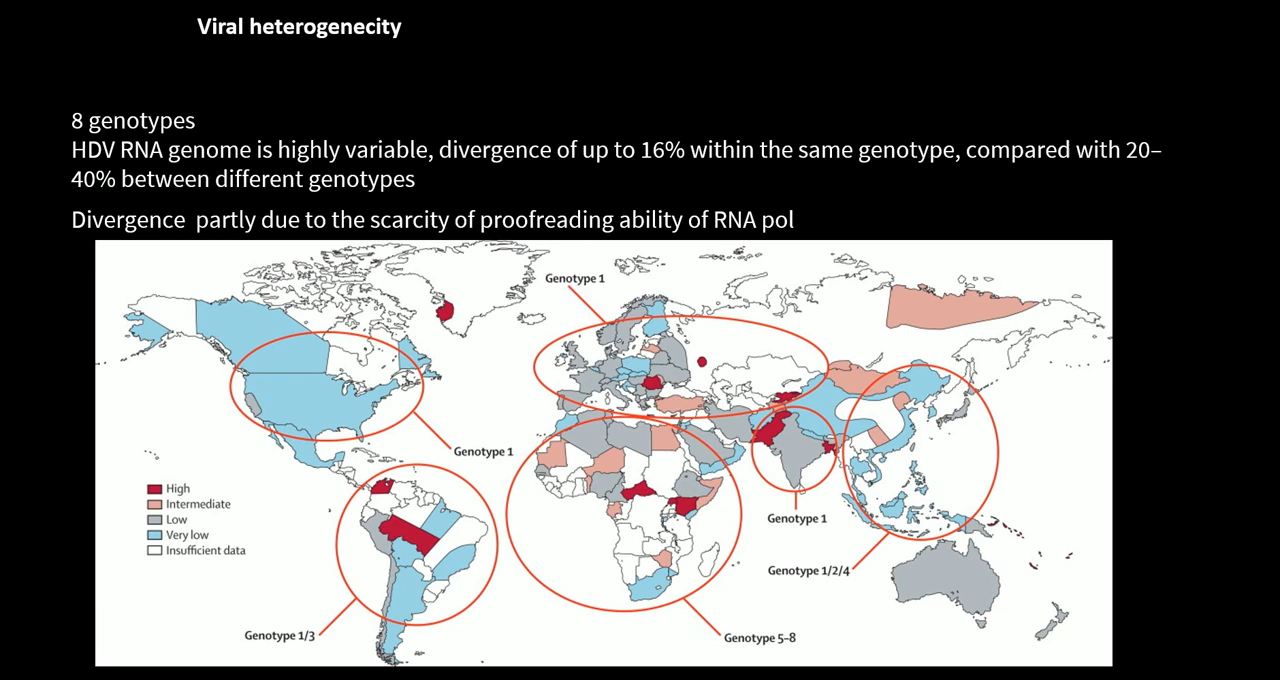 Viral heterogenecity
8 genotypes
HDV RNA genome is highly variable, divergence of up to 16% within the same genotype, compared with 20–
40% between different genotypes
Divergence  partly due to the scarcity of proofreading ability of RNA pol
Genotype 1
Genotype 1
High
Intermediate
Low
Very low
Insufficient data
Genotype 1
Genotype 1/2/4
Genotype 1/3
Genotype 5–8